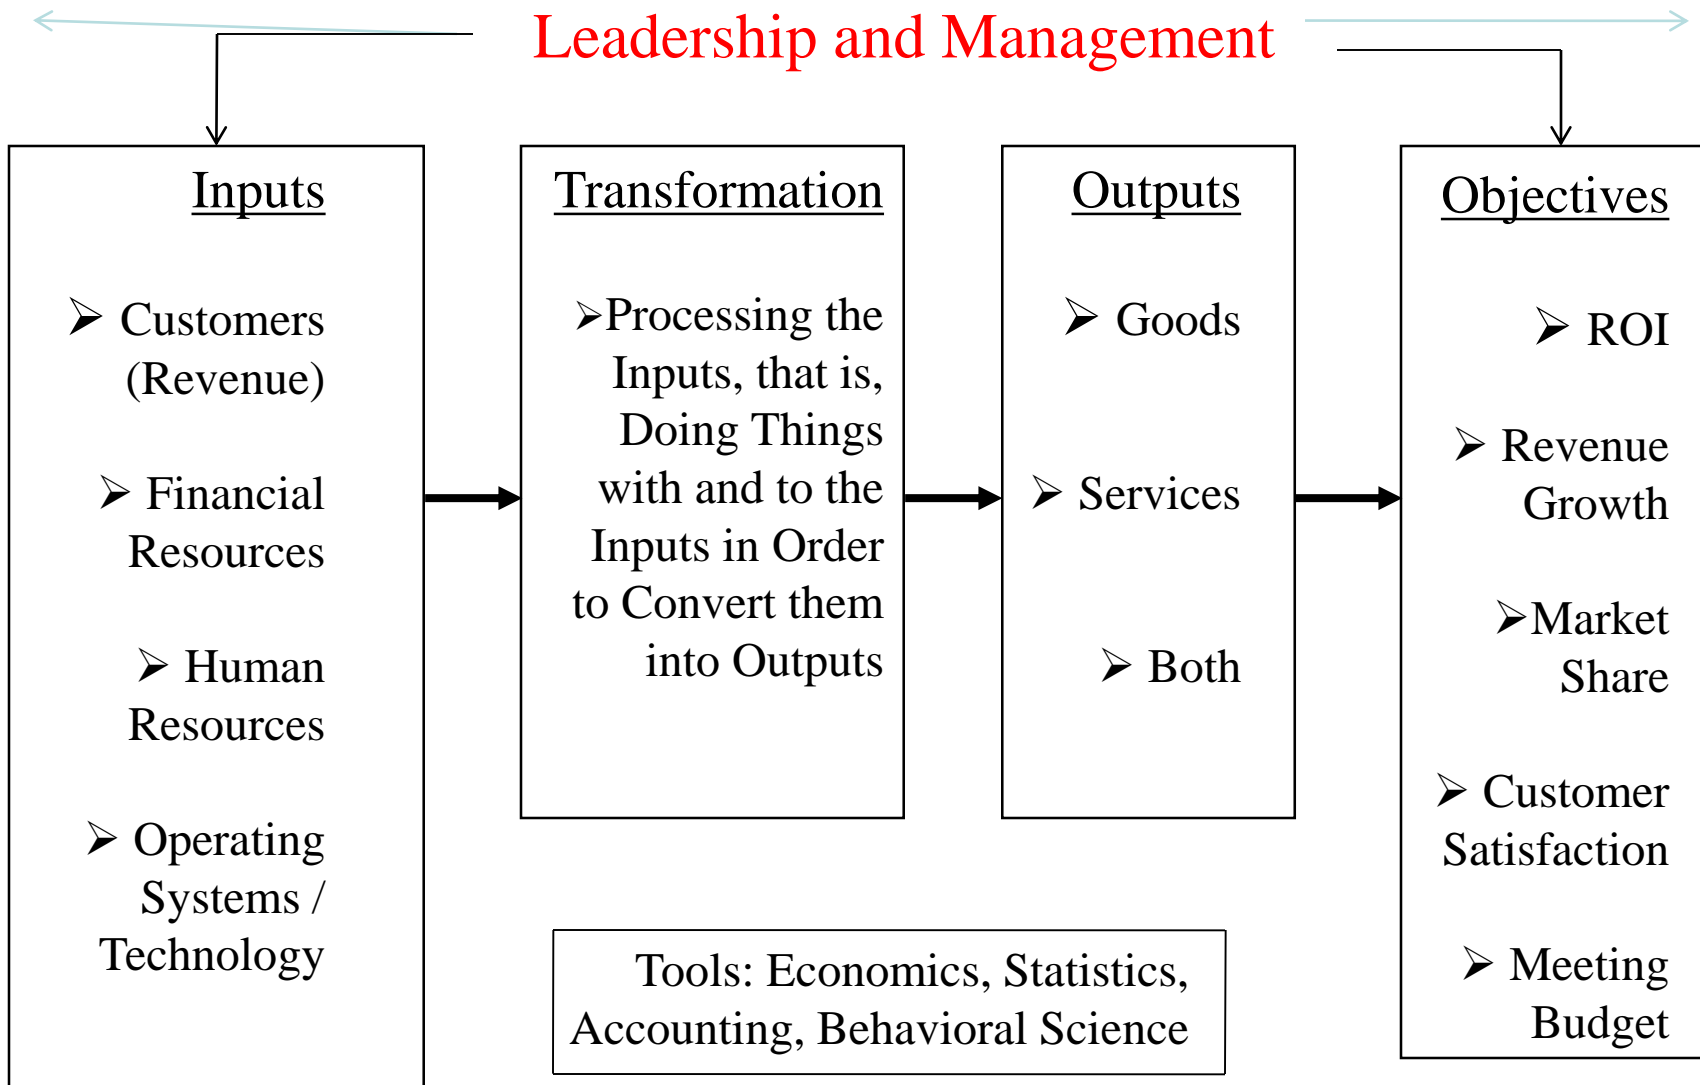 Leadership and Management
Inputs
➢ Customers
(Revenue)
➢ Financial
Resources
➢ Human
Resources
➢ Operating
Systems /
Technology
Transformation
➢Processing the
Inputs, that is,
Doing Things
with and to the
Inputs in Order
to Convert them
into Outputs
Outputs
➢ Goods
➢ Services
➢ Both
Objectives
➢ ROI
➢ Revenue
Growth
➢Market
Share
➢ Customer
Satisfaction
➢ Meeting
Budget
Tools: Economics, Statistics,
Accounting, Behavioral Science